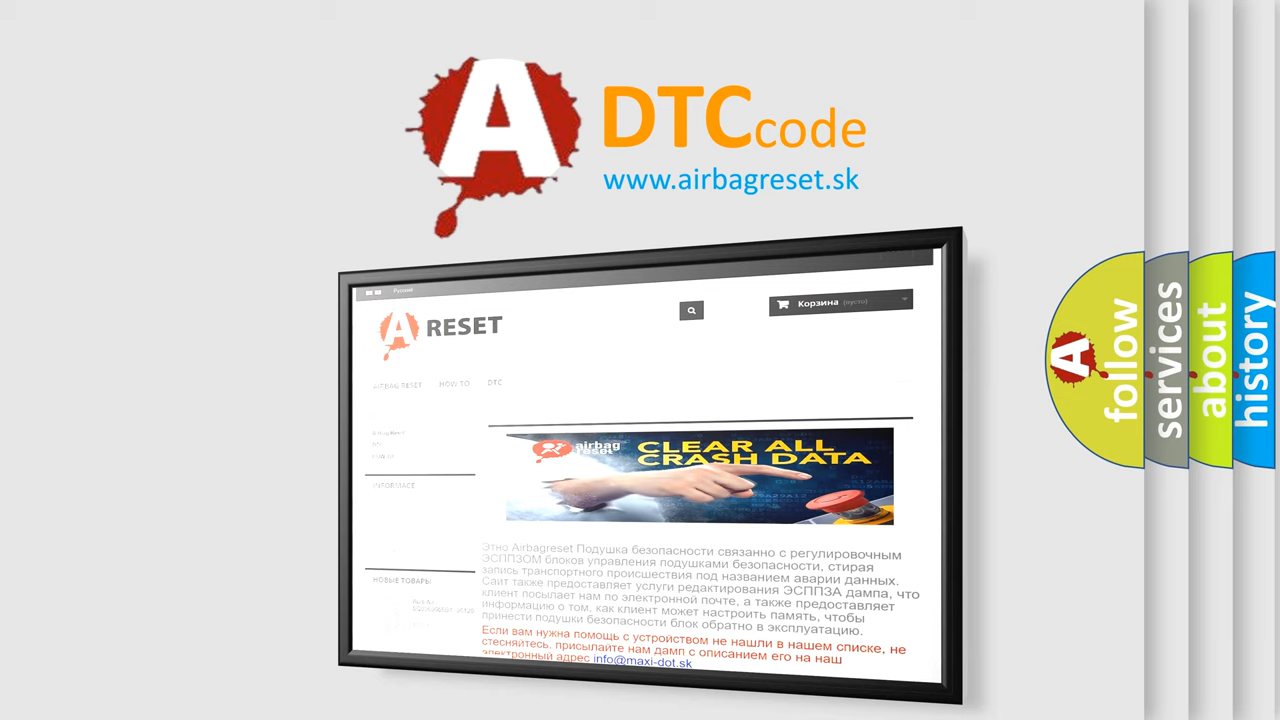 A
DTCcode
www.airbagreset.sk
Русский
A RESET
Корзина (пусто)
AIRBAG RESET HOW TO DTC
DTC
INFORMACE
airbag
reset
CLEAR ALL
CRASH DATA
Этно Airbagreset Подушка безопасности связанно с регулировочным
ЭСППЗОМ блоков управления подушками безопасности, стирая
запись транспортного происшествия под названием аварии данных.
Сайт также предоставляет услуги редактирования ЭСППЗА дампа, что
клиент посылает нам по электронной почте, а также предоставляет
информацию о том, как клиент может настроить память, чтобы
принести подушки безопасности блок обратно в эксплуатацию.
Если вам нужна помощь с устройством не нашли в нашем списке, не
стесняйтесь, присылайте нам дамп с описанием его на наш
электронный адрес info@maxi-dot.sk
НОВЫЕ ТОВАРЫ
A
follow
services
about
history